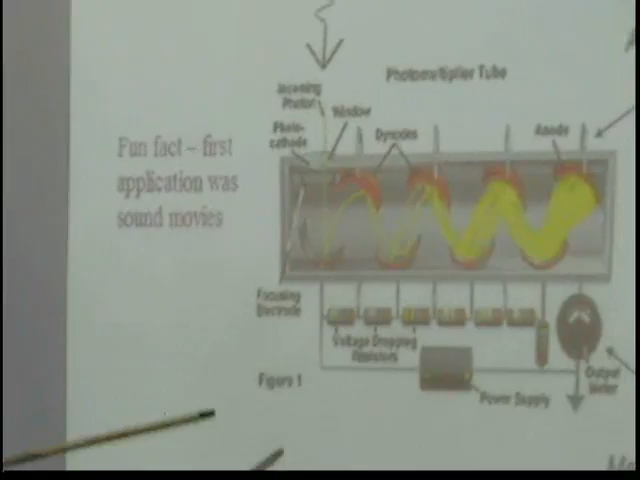 Photomultiplier Tube
Incoming
Photon
Window
Photo-
cathode
Dynodes
Anode
Fun fact – first
application was
sound movies
Focusing
Electrode
Voltage Dropping
Resistors
Figure 1
Power Supply
Output
Meter